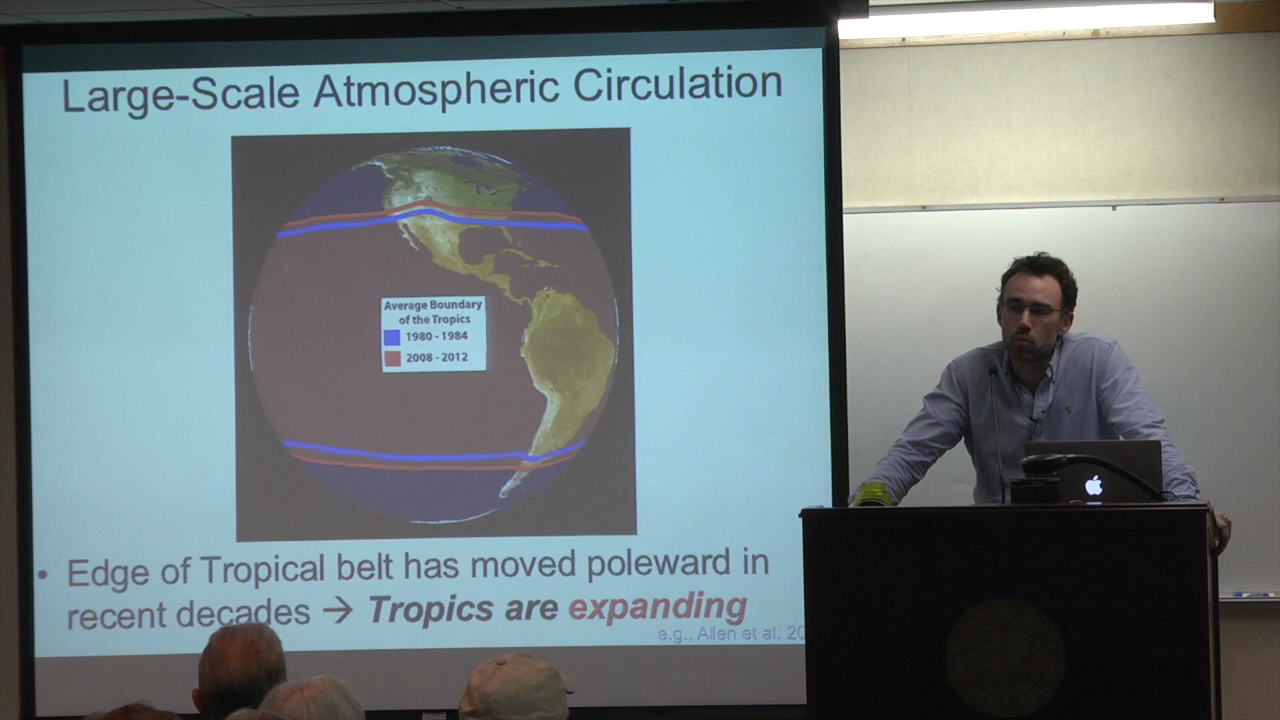 Large-Scale Atmospheric Circulation
Average Boundary
of the Tropics
1980 - 1984
2008 - 2012
• Edge of Tropical belt has moved poleward in
recent decades → Tropics are expanding
e.g., Allen et al. 20